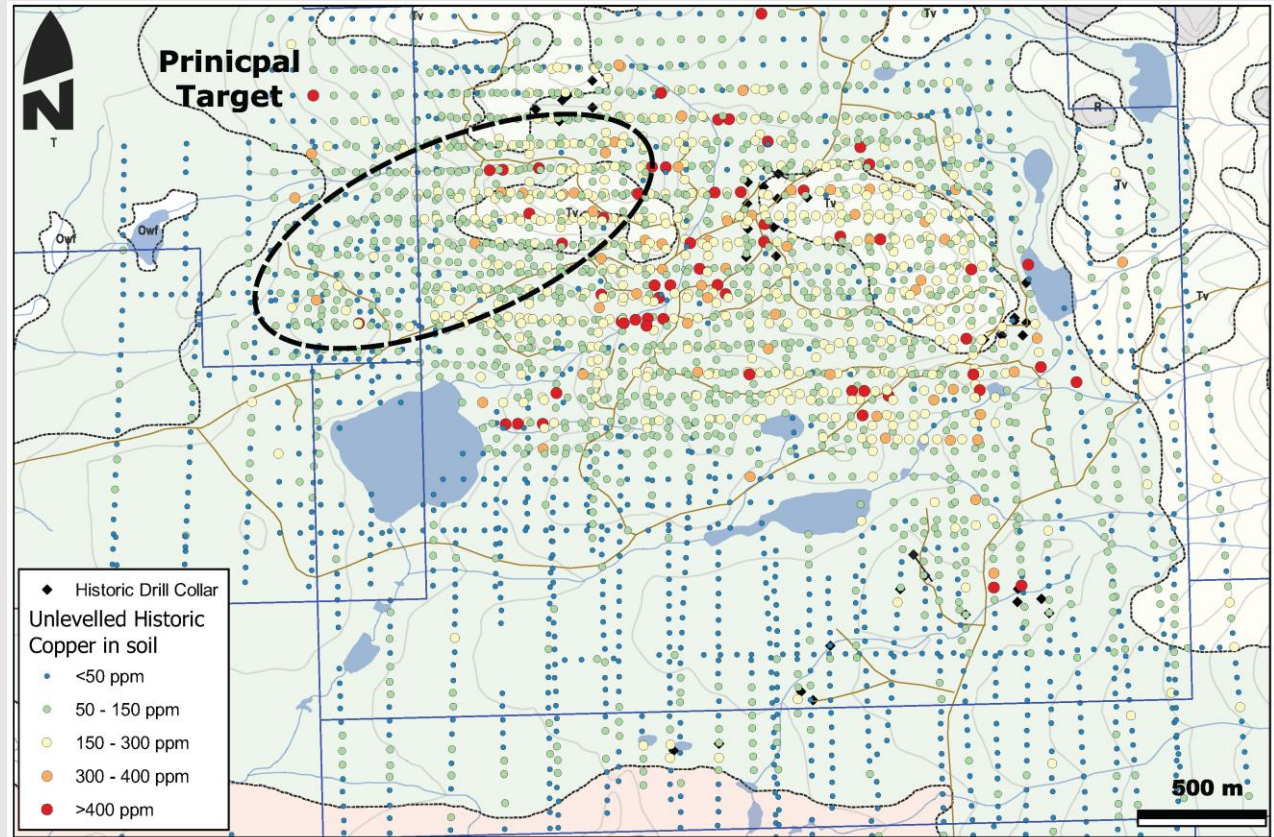 Prinicpal
Target
N
T
Tv
Tv
R
Tv
Owf
Owf
Tv
Tv
Tv
Historic Drill Collar
Unlevelled Historic
Copper in soil
<50 ppm
50 - 150 ppm
150 - 300 ppm
300 - 400 ppm
>400 ppm
500 m